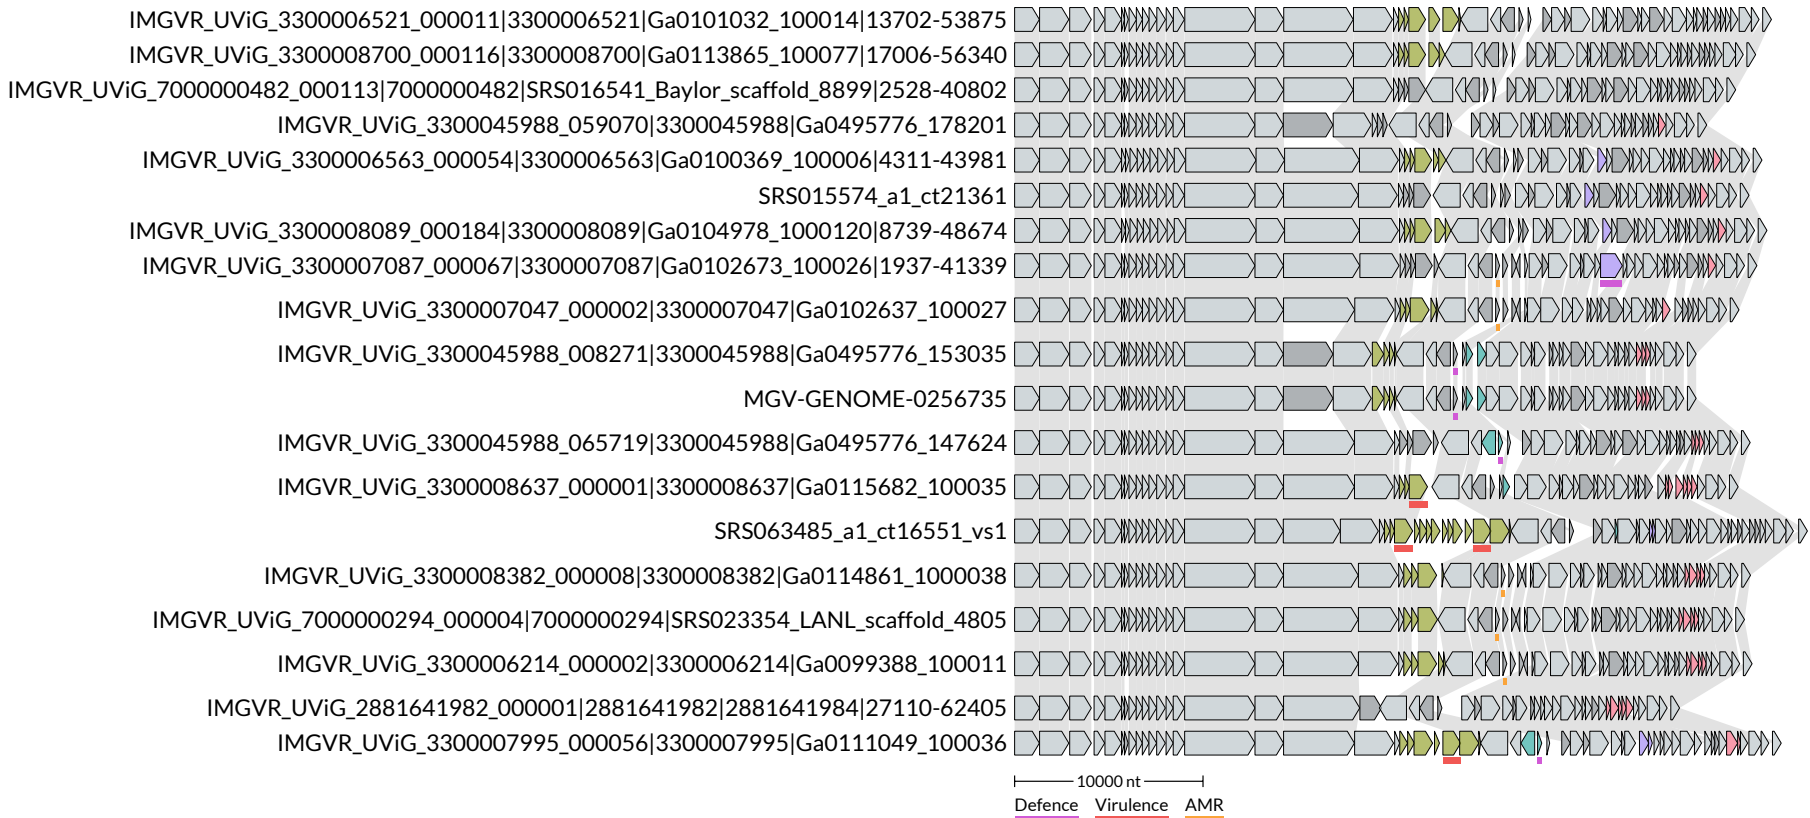 IMGVR_UViG_3300006521_000011|3300006521|Ga0101032_100014|13702-53875
IMGVR_UViG_3300008700_000116|3300008700|Ga0113865_100077|17006-56340
IMGVR_UViG_7000000482_000113|7000000482|SRS016541_Baylor_scaffold_8899|2528-40802
IMGVR_UViG_3300045988_059070|3300045988|Ga0495776_178201
IMGVR_UViG_3300006563_000054|3300006563|Ga0100369_100006|4311-43981
SRS015574_a1_ct21361
IMGVR_UViG_3300008089_000184|3300008089|Ga0104978_1000120|8739-48674
IMGVR_UViG_3300007087_000067|3300007087|Ga0102673_100026|1937-41339
IMGVR_UViG_3300007047_000002|3300007047|Ga0102637_100027
IMGVR_UViG_3300045988_008271|3300045988|Ga0495776_153035
MGV-GENOME-0256735
IMGVR_UViG_3300045988_065719|3300045988|Ga0495776_147624
IMGVR_UViG_3300008637_000001|3300008637|Ga0115682_100035
SRS063485_a1_ct16551_vs1
IMGVR_UViG_3300008382_000008|3300008382|Ga0114861_1000038
IMGVR_UViG_7000000294_000004|7000000294|SRS023354_LANL_scaffold_4805
IMGVR_UViG_3300006214_000002|3300006214|Ga0099388_100011
IMGVR_UViG_2881641982_000001|2881641982|2881641984|27110-62405
IMGVR_UViG_3300007995_000056|3300007995|Ga0111049_100036
10000 nt
Defence Virulence AMR